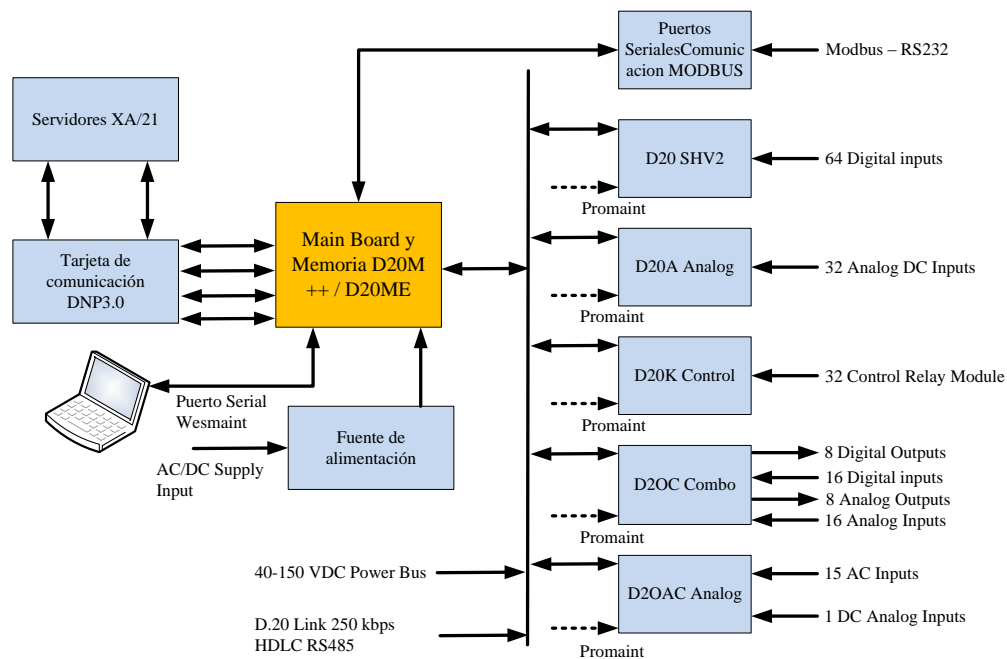 Puertos
SerialesComunic
acion MODBUS
Modbus – RS232
Servidores XA/21
D20 SHV2
64 Digital inputs
Promaint
Main Board y
Memoria D20M
++ / D20ME
Tarjeta de
comunicación
DNP3.0
D20A Analog
32 Analog DC Inputs
Promaint
D20K Control
32 Control Relay Module
Promaint
Puerto Serial
Wesmaint
Fuente de
alimentación
AC/DC Supply
Input
D2OC Combo
8 Digital Outputs
16 Digital inputs
8 Analog Outputs
16 Analog Inputs
Promaint
40-150 VDC Power Bus
D2OAC Analog
15 AC Inputs
1 DC Analog Inputs
D.20 Link 250 kbps
HDLC RS485
Promaint